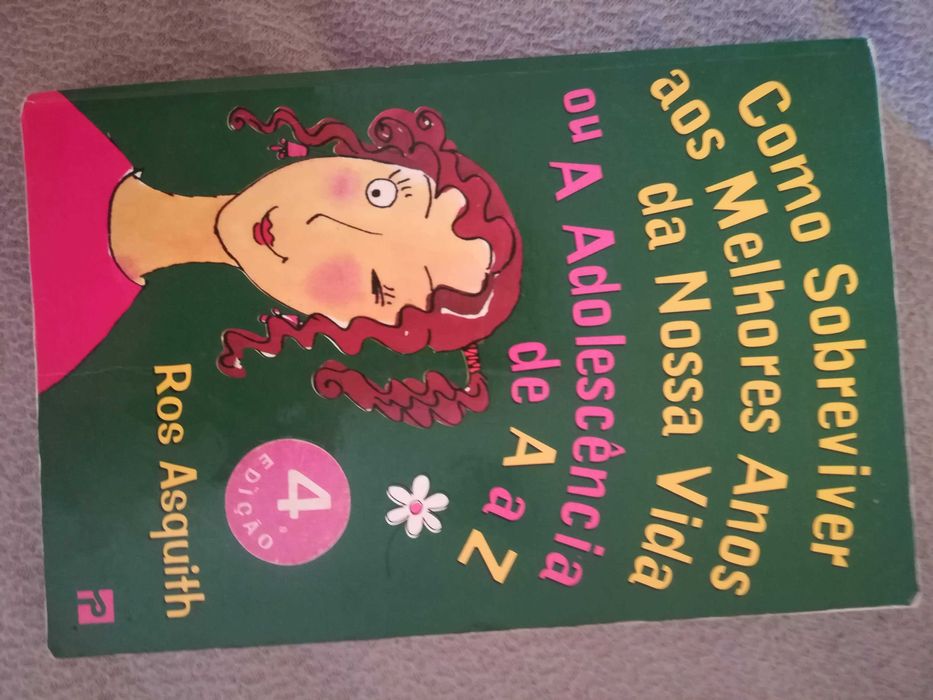 Como Sobreviver
aos Melhores Anos
da Nossa Vida
ou A Adolescência
de A a Z
4.ª
EDIÇÃO
Ros Asquith
P